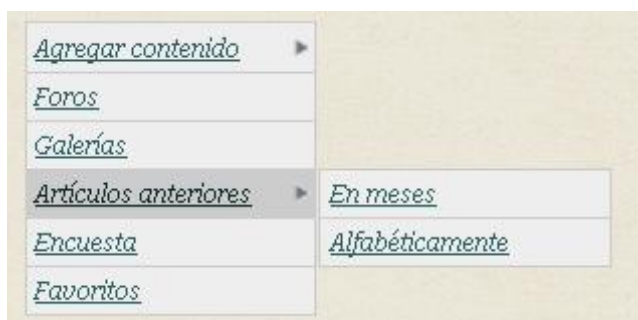 Agregar contenido
Foros
Galerías
Artículos anteriores
En meses
Encuesta
Alfabéticamente
Favoritos